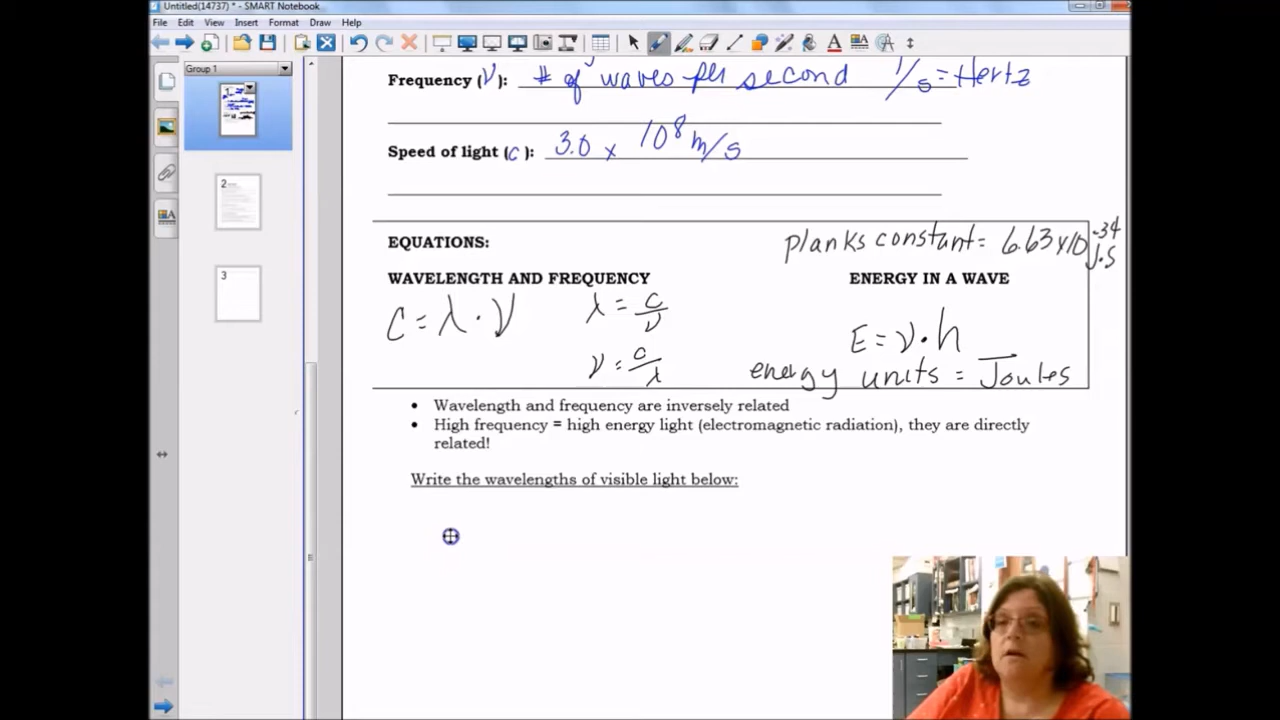 Untitled(14737) * - SMART Notebook
File Edit View Insert Format Draw Help
Group 1
2
3
Frequency (ν): # of waves per second 1/s = Hertz
Speed of light (c): 3.0 x 10⁸ m/s
EQUATIONS:
planks constant = 6.63 x 10⁻³⁴ J·s
WAVELENGTH AND FREQUENCY
ENERGY IN A WAVE
C = λ · ν
λ = c/ν
E = ν · h
ν = c/λ
energy units = Joules
• Wavelength and frequency are inversely related
• High frequency = high energy light (electromagnetic radiation), they are directly
related!
Write the wavelengths of visible light below: